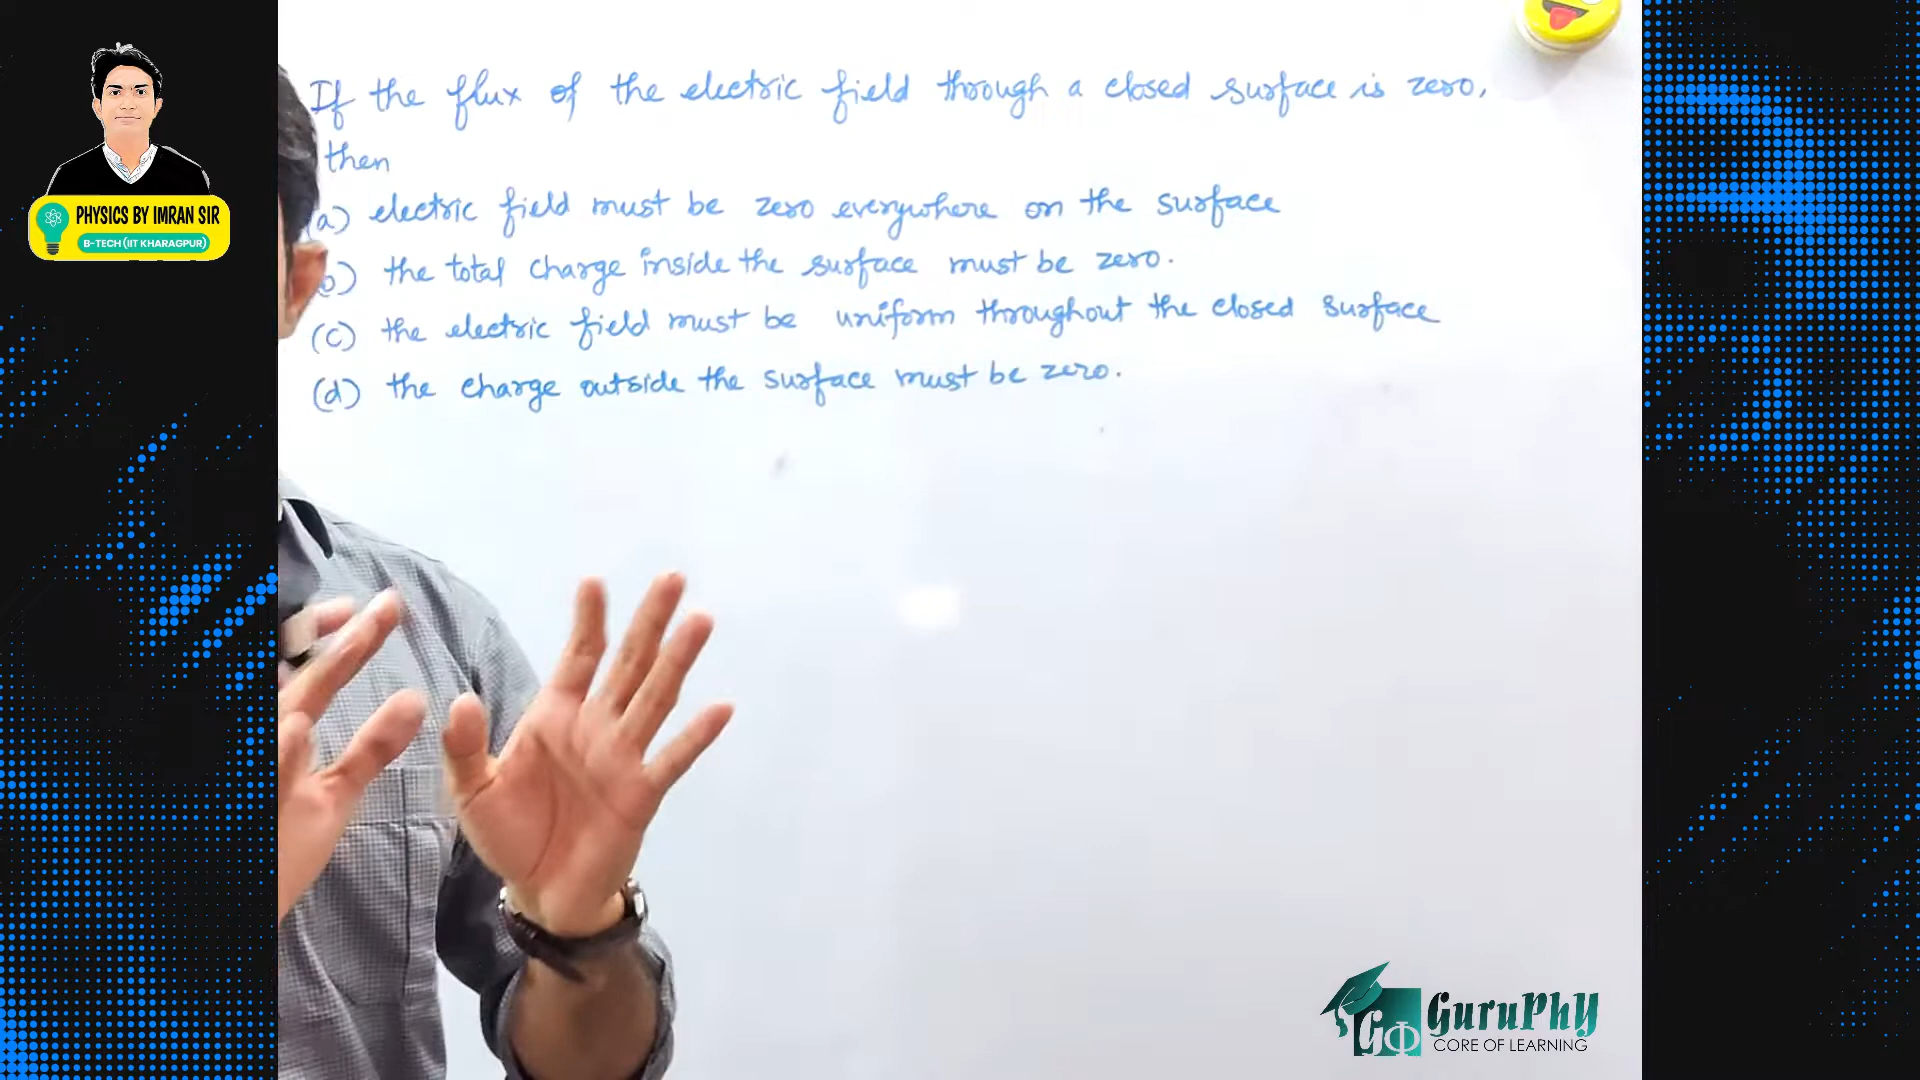 If the flux of the electric field through a closed surface is zero,
then
(a) electric field must be zero everywhere on the surface
b) the total charge inside the surface must be zero.
(c) the electric field must be uniform throughout the closed surface
(d) the charge outside the surface must be zero.
PHYSICS BY IMRAN SIR
B-TECH (IIT KHARAGPUR)
GΦ GuruPhy
CORE OF LEARNING